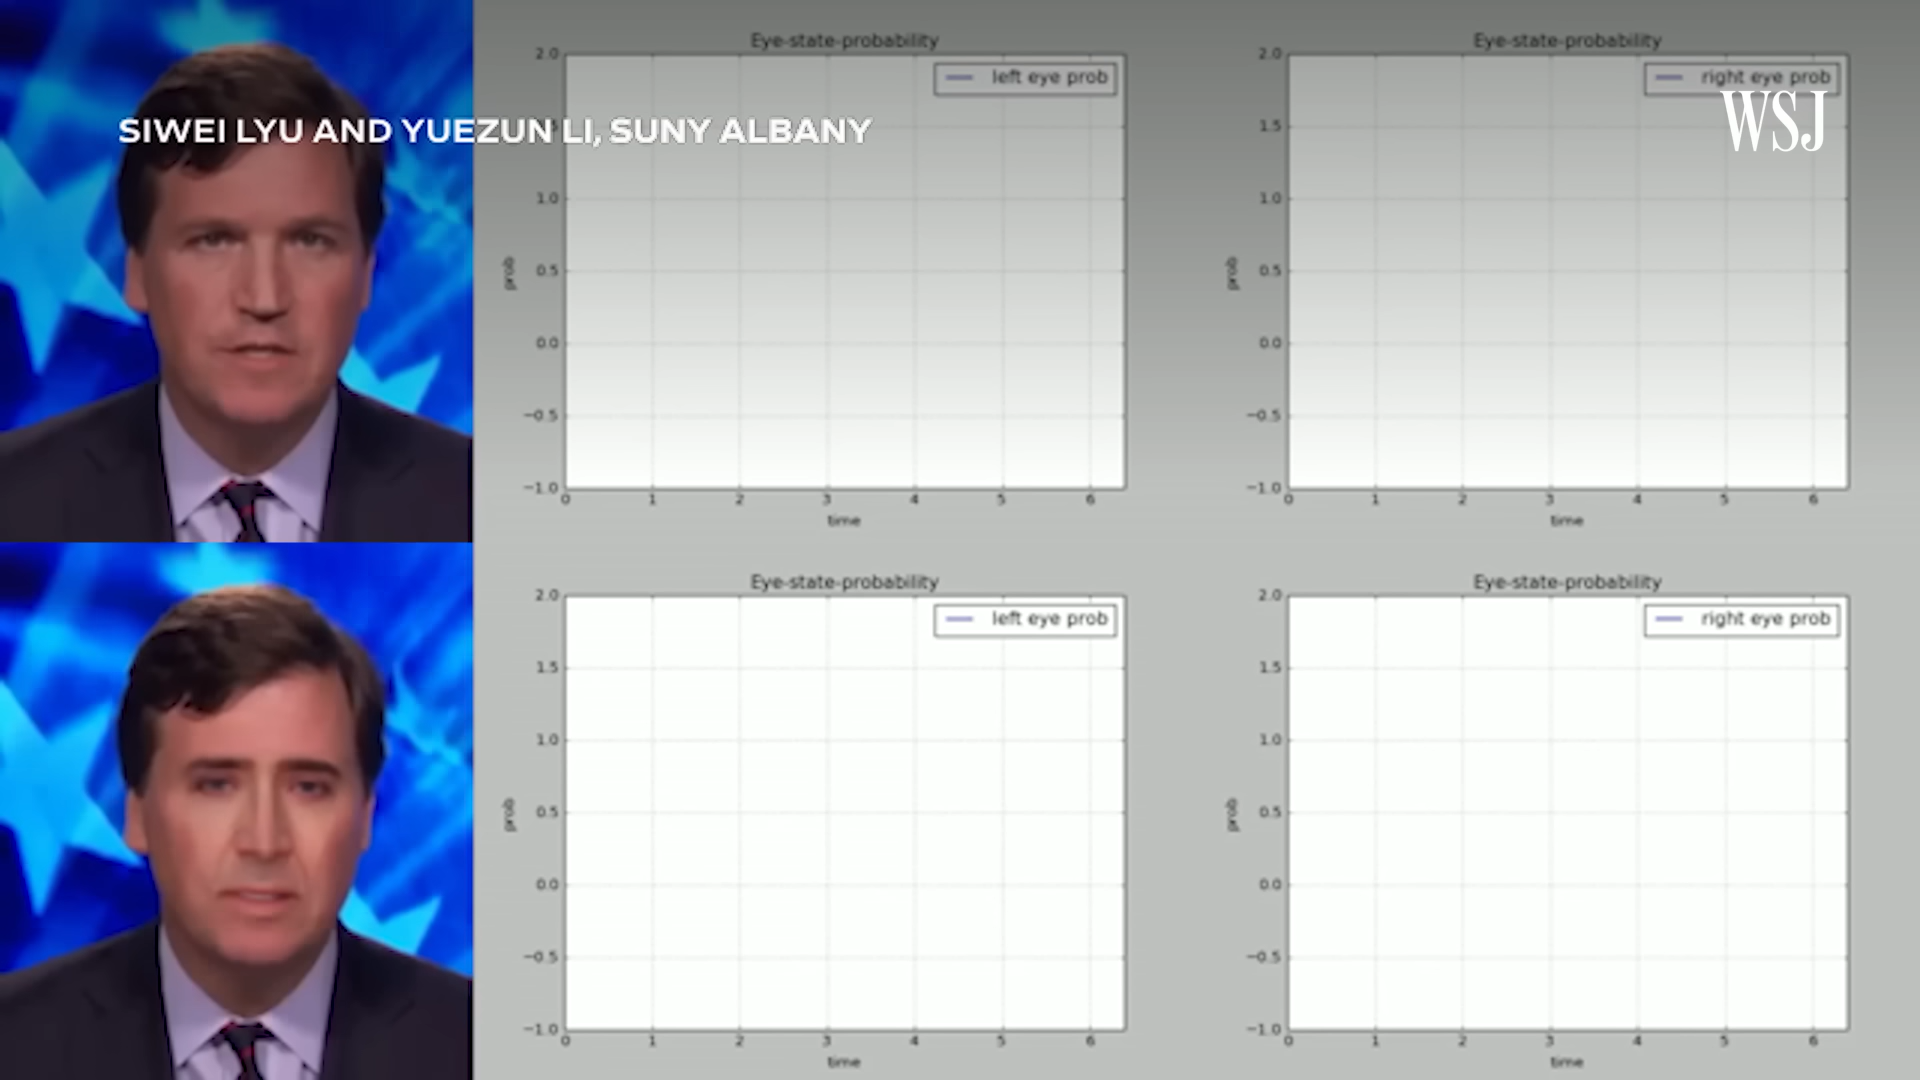 SIWEI LYU AND YUEZUN LI, SUNY ALBANY
WSJ
Eye-state-probability
left eye prob
2.0
1.5
1.0
0.5
0.0
−0.5
−1.0
prob
0 1 2 3 4 5 6
time
Eye-state-probability
right eye prob
2.0
1.5
1.0
0.5
0.0
−0.5
−1.0
prob
0 1 2 3 4 5 6
time
Eye-state-probability
left eye prob
2.0
1.5
1.0
0.5
0.0
−0.5
−1.0
prob
0 1 2 3 4 5 6
time
Eye-state-probability
right eye prob
2.0
1.5
1.0
0.5
0.0
−0.5
−1.0
prob
0 1 2 3 4 5 6
time